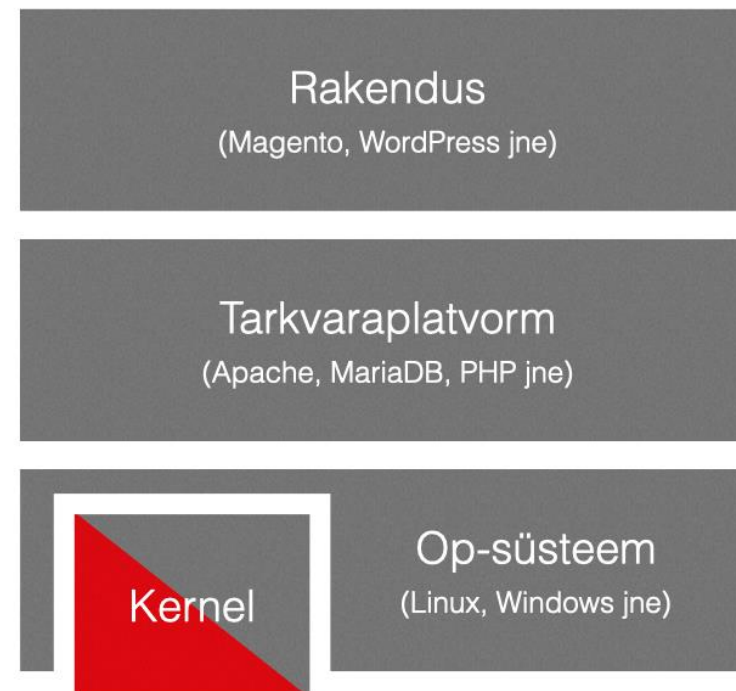 Rakendus
(Magento, WordPress jne)
Tarkvaraplatvorm
(Apache, MariaDB, PHP jne)
Op-süsteem
(Linux, Windows jne)
Kernel